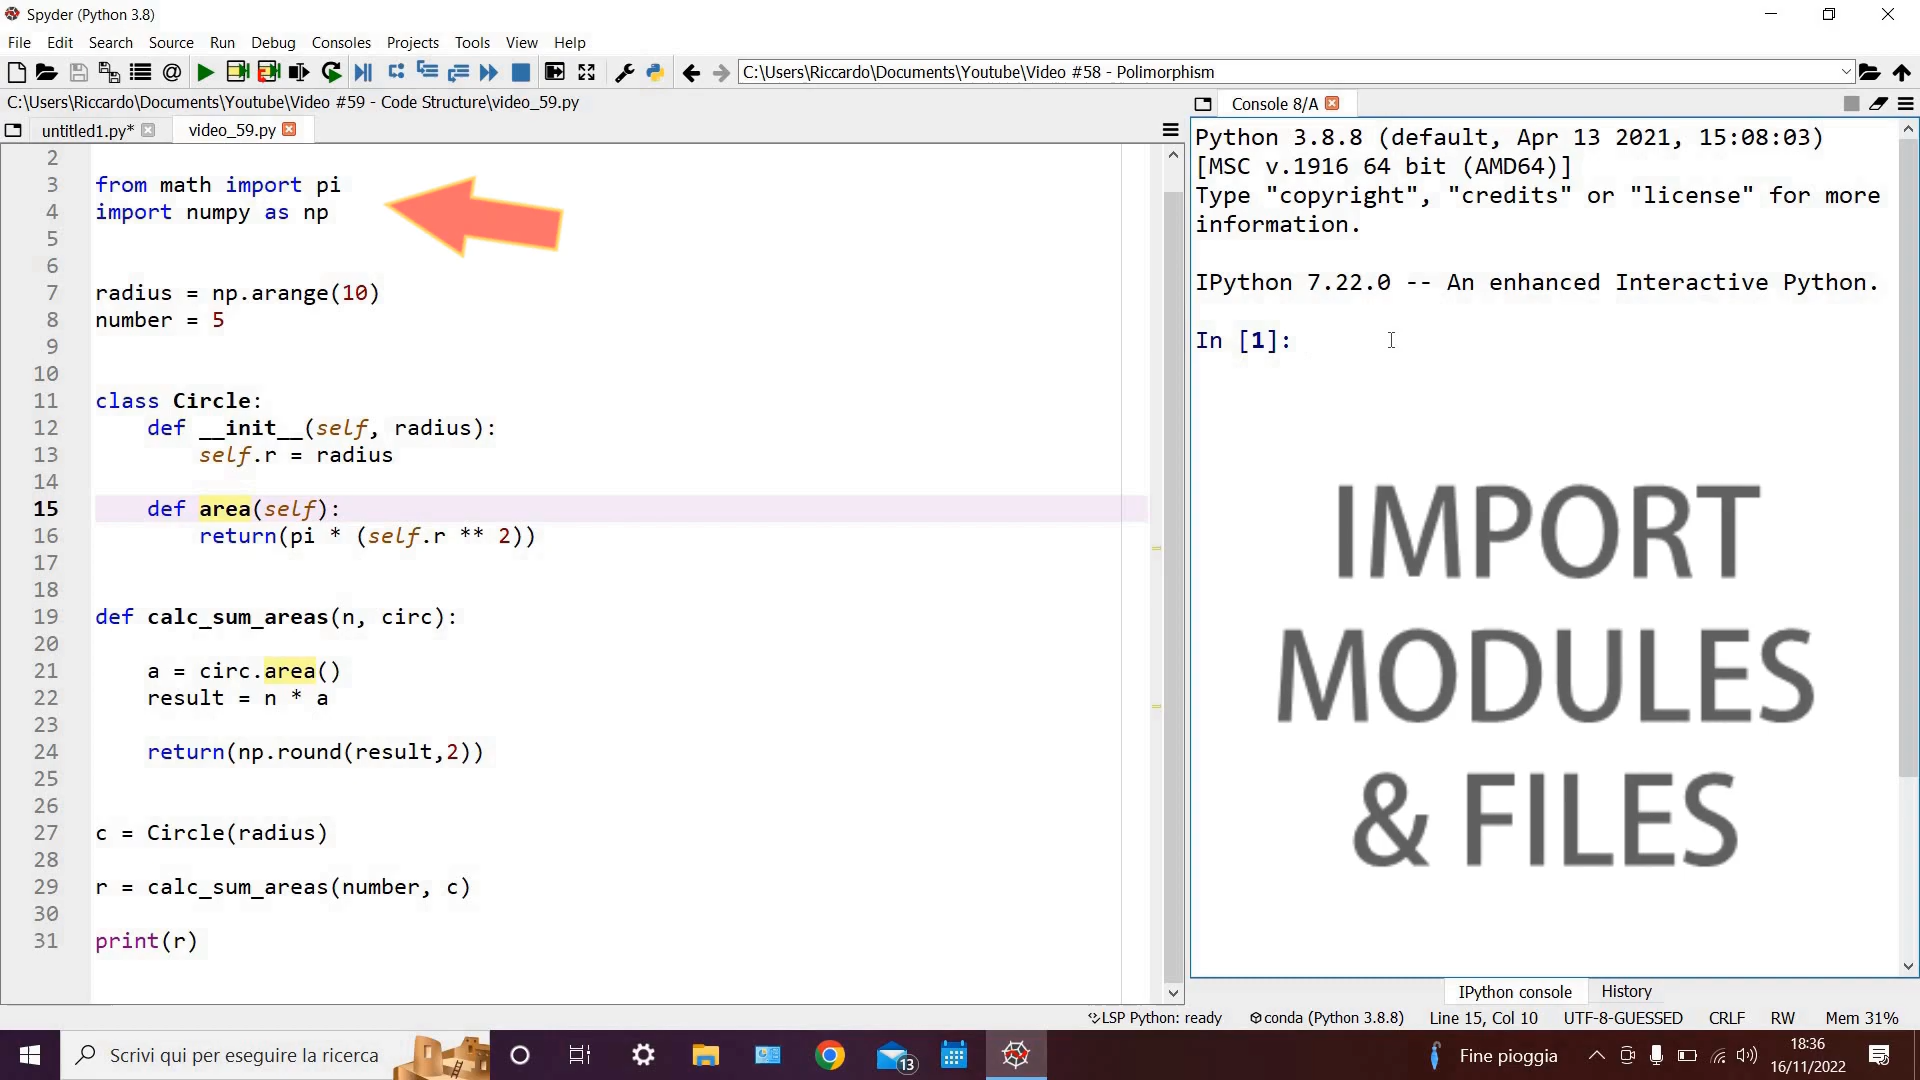 Spyder (Python 3.8)
File Edit Search Source Run Debug Consoles Projects Tools View Help
C:\Users\Riccardo\Documents\Youtube\Video #58 - Polimorphism
C:\Users\Riccardo\Documents\Youtube\Video #59 - Code Structure\video_59.py
untitled1.py* video_59.py
2
3 from math import pi
4 import numpy as np
5
6
7 radius = np.arange(10)
8 number = 5
9
10
11 class Circle:
12     def __init__(self, radius):
13         self.r = radius
14
15     def area(self):
16         return(pi * (self.r ** 2))
17
18
19 def calc_sum_areas(n, circ):
20
21     a = circ.area()
22     result = n * a
23
24     return(np.round(result,2))
25
26
27 c = Circle(radius)
28
29 r = calc_sum_areas(number, c)
30
31 print(r)
Console 8/A
Python 3.8.8 (default, Apr 13 2021, 15:08:03)
[MSC v.1916 64 bit (AMD64)]
Type "copyright", "credits" or "license" for more
information.
IPython 7.22.0 -- An enhanced Interactive Python.
In [1]:
IMPORT
MODULES
& FILES
IPython console History
LSP Python: ready conda (Python 3.8.8) Line 15, Col 10 UTF-8-GUESSED CRLF RW Mem 31%
Scrivi qui per eseguire la ricerca
13
Fine pioggia
18:36
16/11/2022